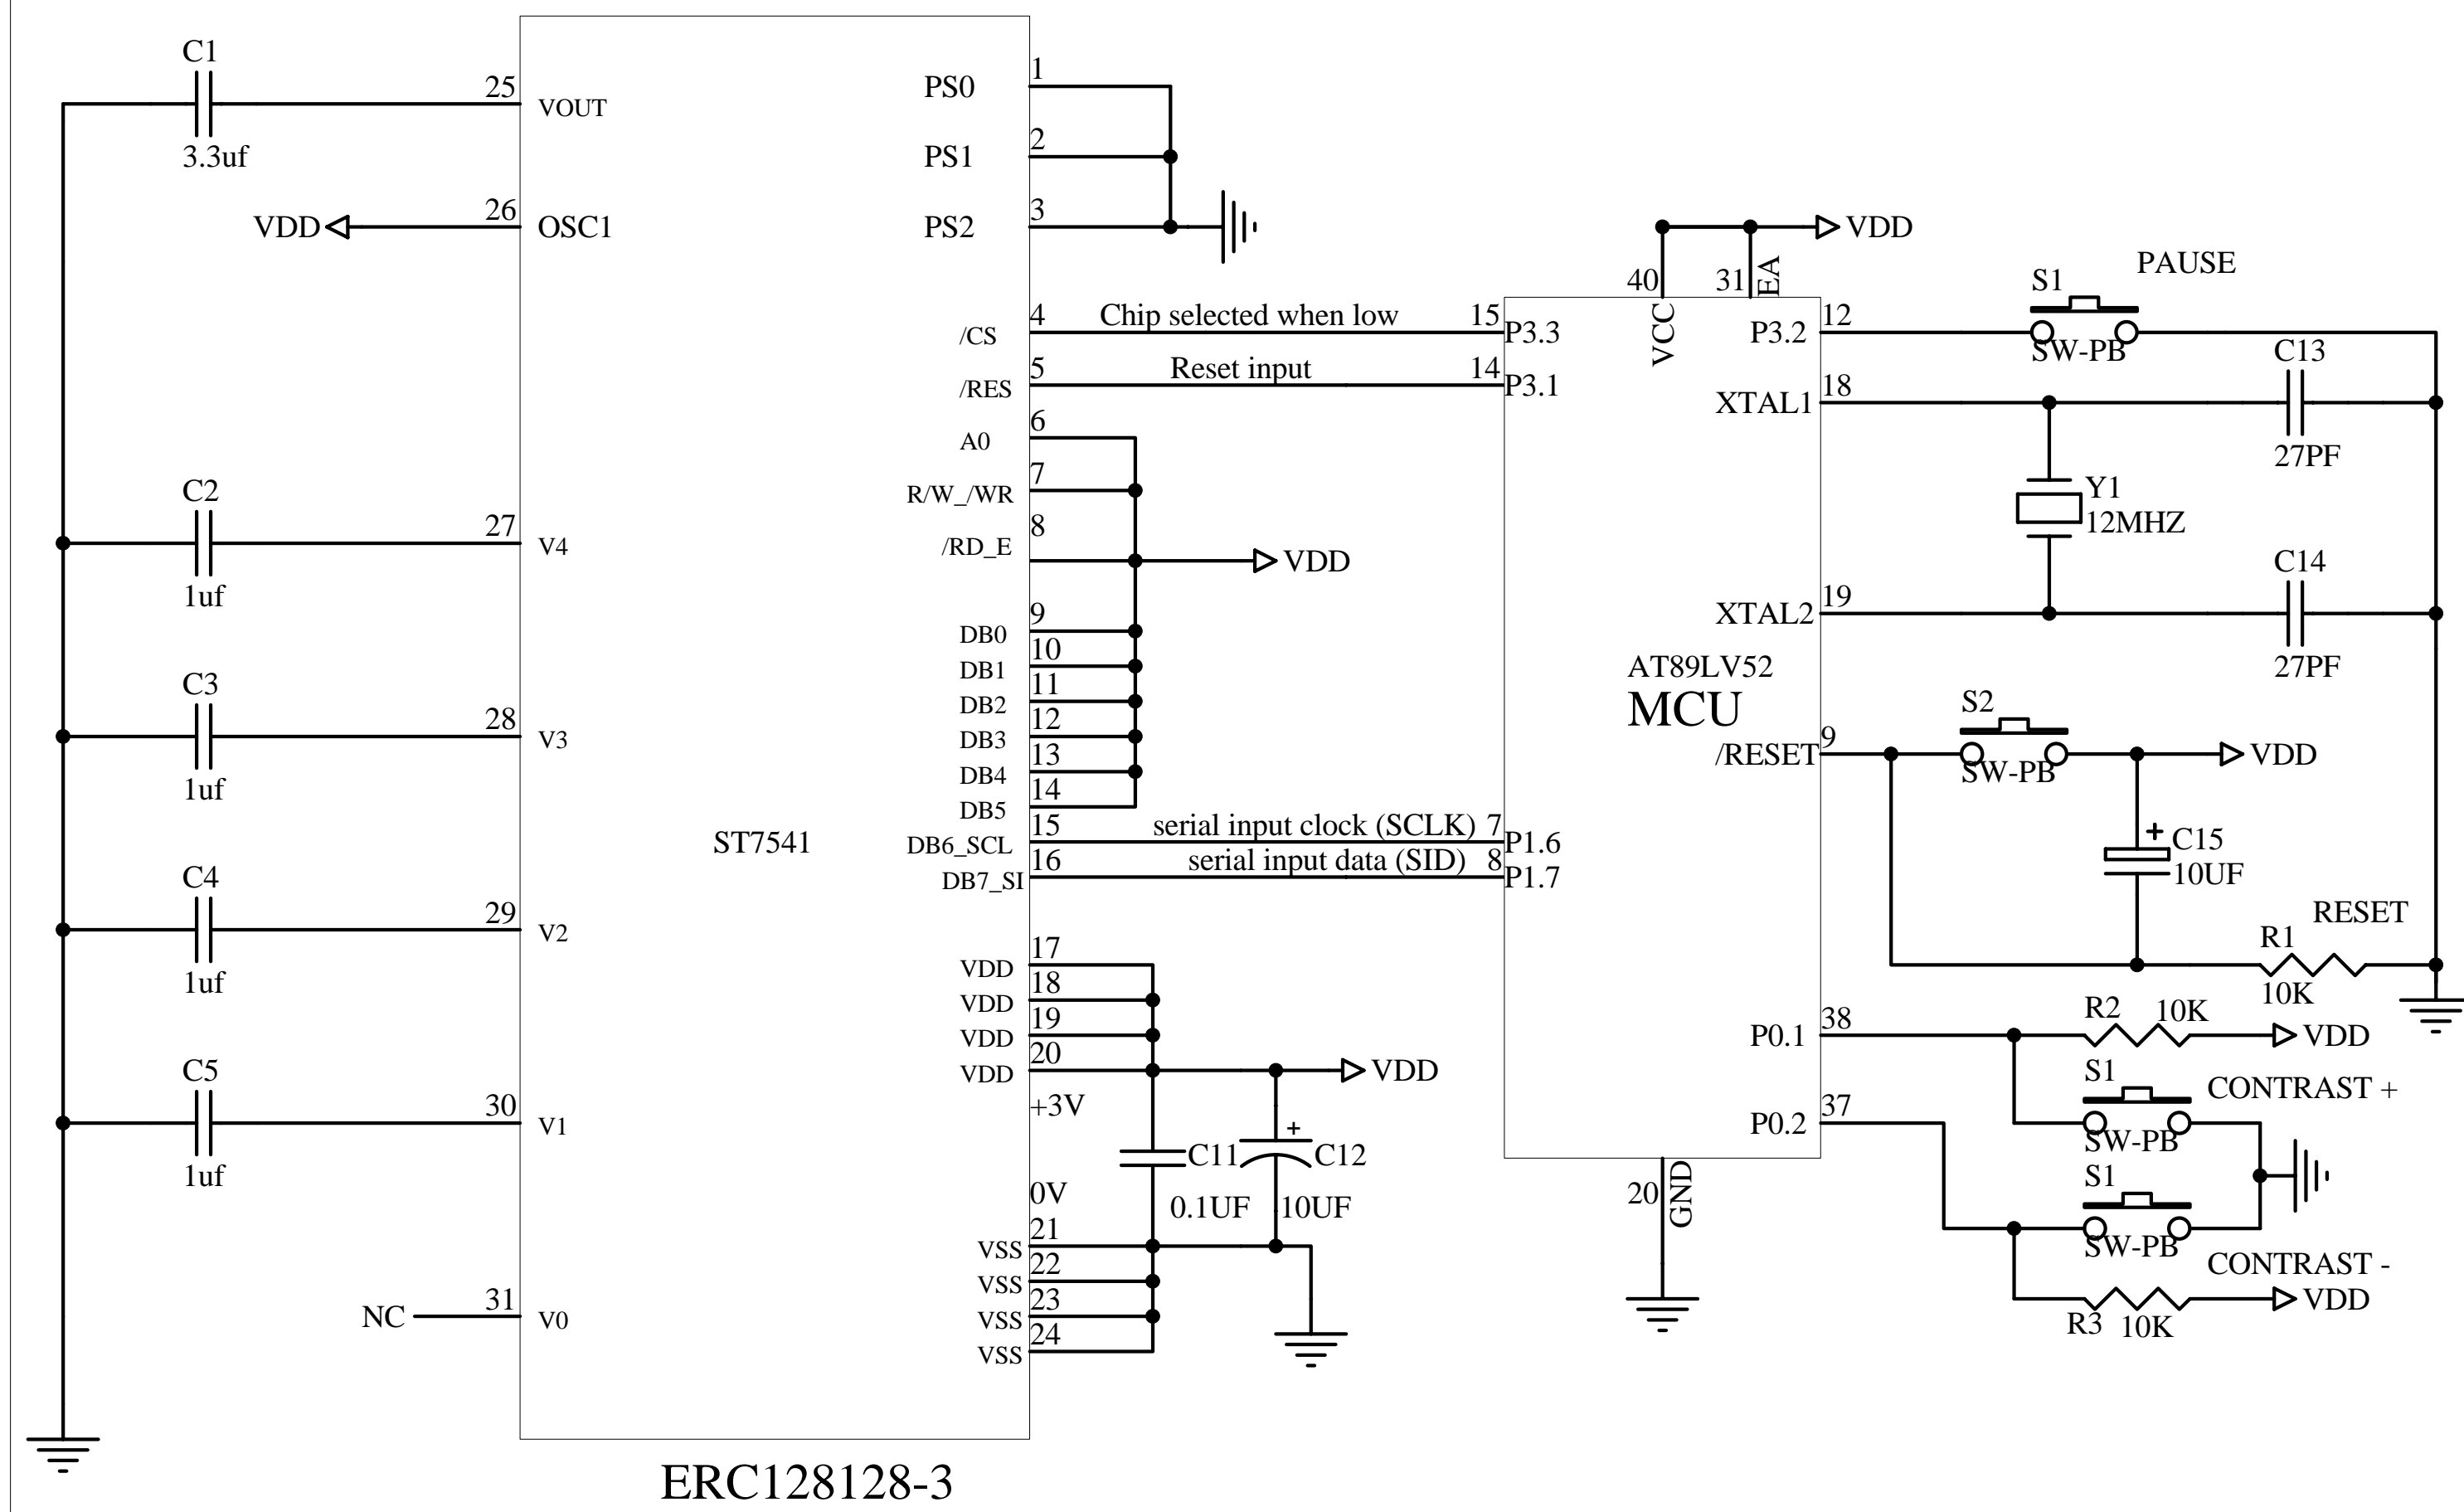 C1
3.3uf
25
VOUT
VDD
26
OSC1
C2
1uf
27
V4
C3
1uf
28
V3
C4
1uf
29
V2
C5
1uf
30
V1
NC
31
V0
ST7541
ERC128128-3
PS0
1
PS1
2
PS2
3
/CS
4
Chip selected when low
15
P3.3
/RES
5
Reset input
14
P3.1
A0
6
R/W_/WR
7
/RD_E
8
VDD
DB0
9
DB1
10
DB2
11
DB3
12
DB4
13
DB5
14
DB6_SCL
15
serial input clock (SCLK)
7
P1.6
DB7_SI
16
serial input data (SID)
8
P1.7
VDD
17
VDD
18
VDD
19
VDD
20
VDD
+3V
C11
0.1UF
C12
+
10UF
0V
VSS
21
VSS
22
VSS
23
VSS
24
40
VCC
31
EA
VDD
AT89LV52
MCU
20
GND
P3.2
12
S1
SW-PB
PAUSE
XTAL1
18
C13
27PF
Y1
12MHZ
XTAL2
19
C14
27PF
/RESET
9
S2
SW-PB
VDD
+
C15
10UF
RESET
R1
10K
P0.1
38
R2
10K
VDD
S1
SW-PB
CONTRAST +
P0.2
37
S1
SW-PB
CONTRAST -
R3
10K
VDD